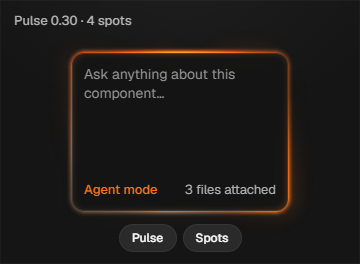 Pulse 0.30 · 4 spots
Ask anything about this
component...
Agent mode
3 files attached
Pulse
Spots